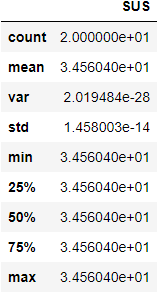 SUS
count 2.000000e+01
mean 3.456040e+01
var 2.019484e-28
std 1.458003e-14
min 3.456040e+01
25% 3.456040e+01
50% 3.456040e+01
75% 3.456040e+01
max 3.456040e+01